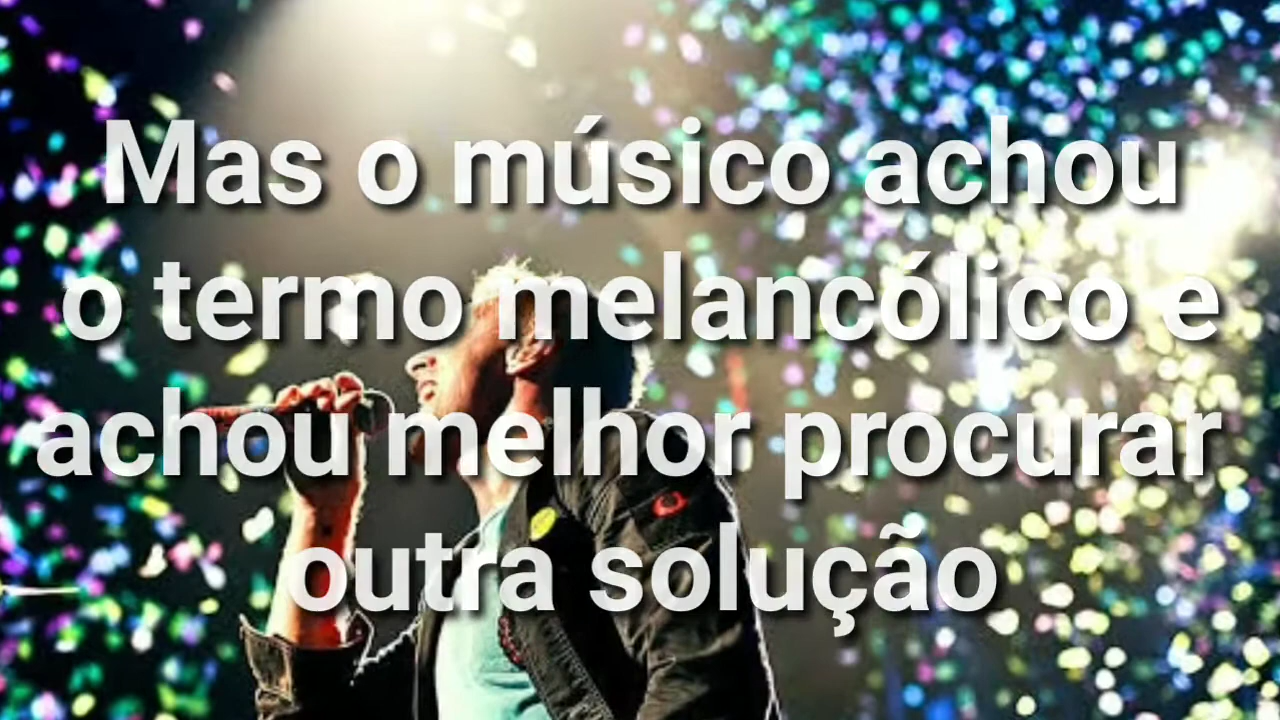 Mas o músico achou
o termo melancólico e
achou melhor procurar
outra solução